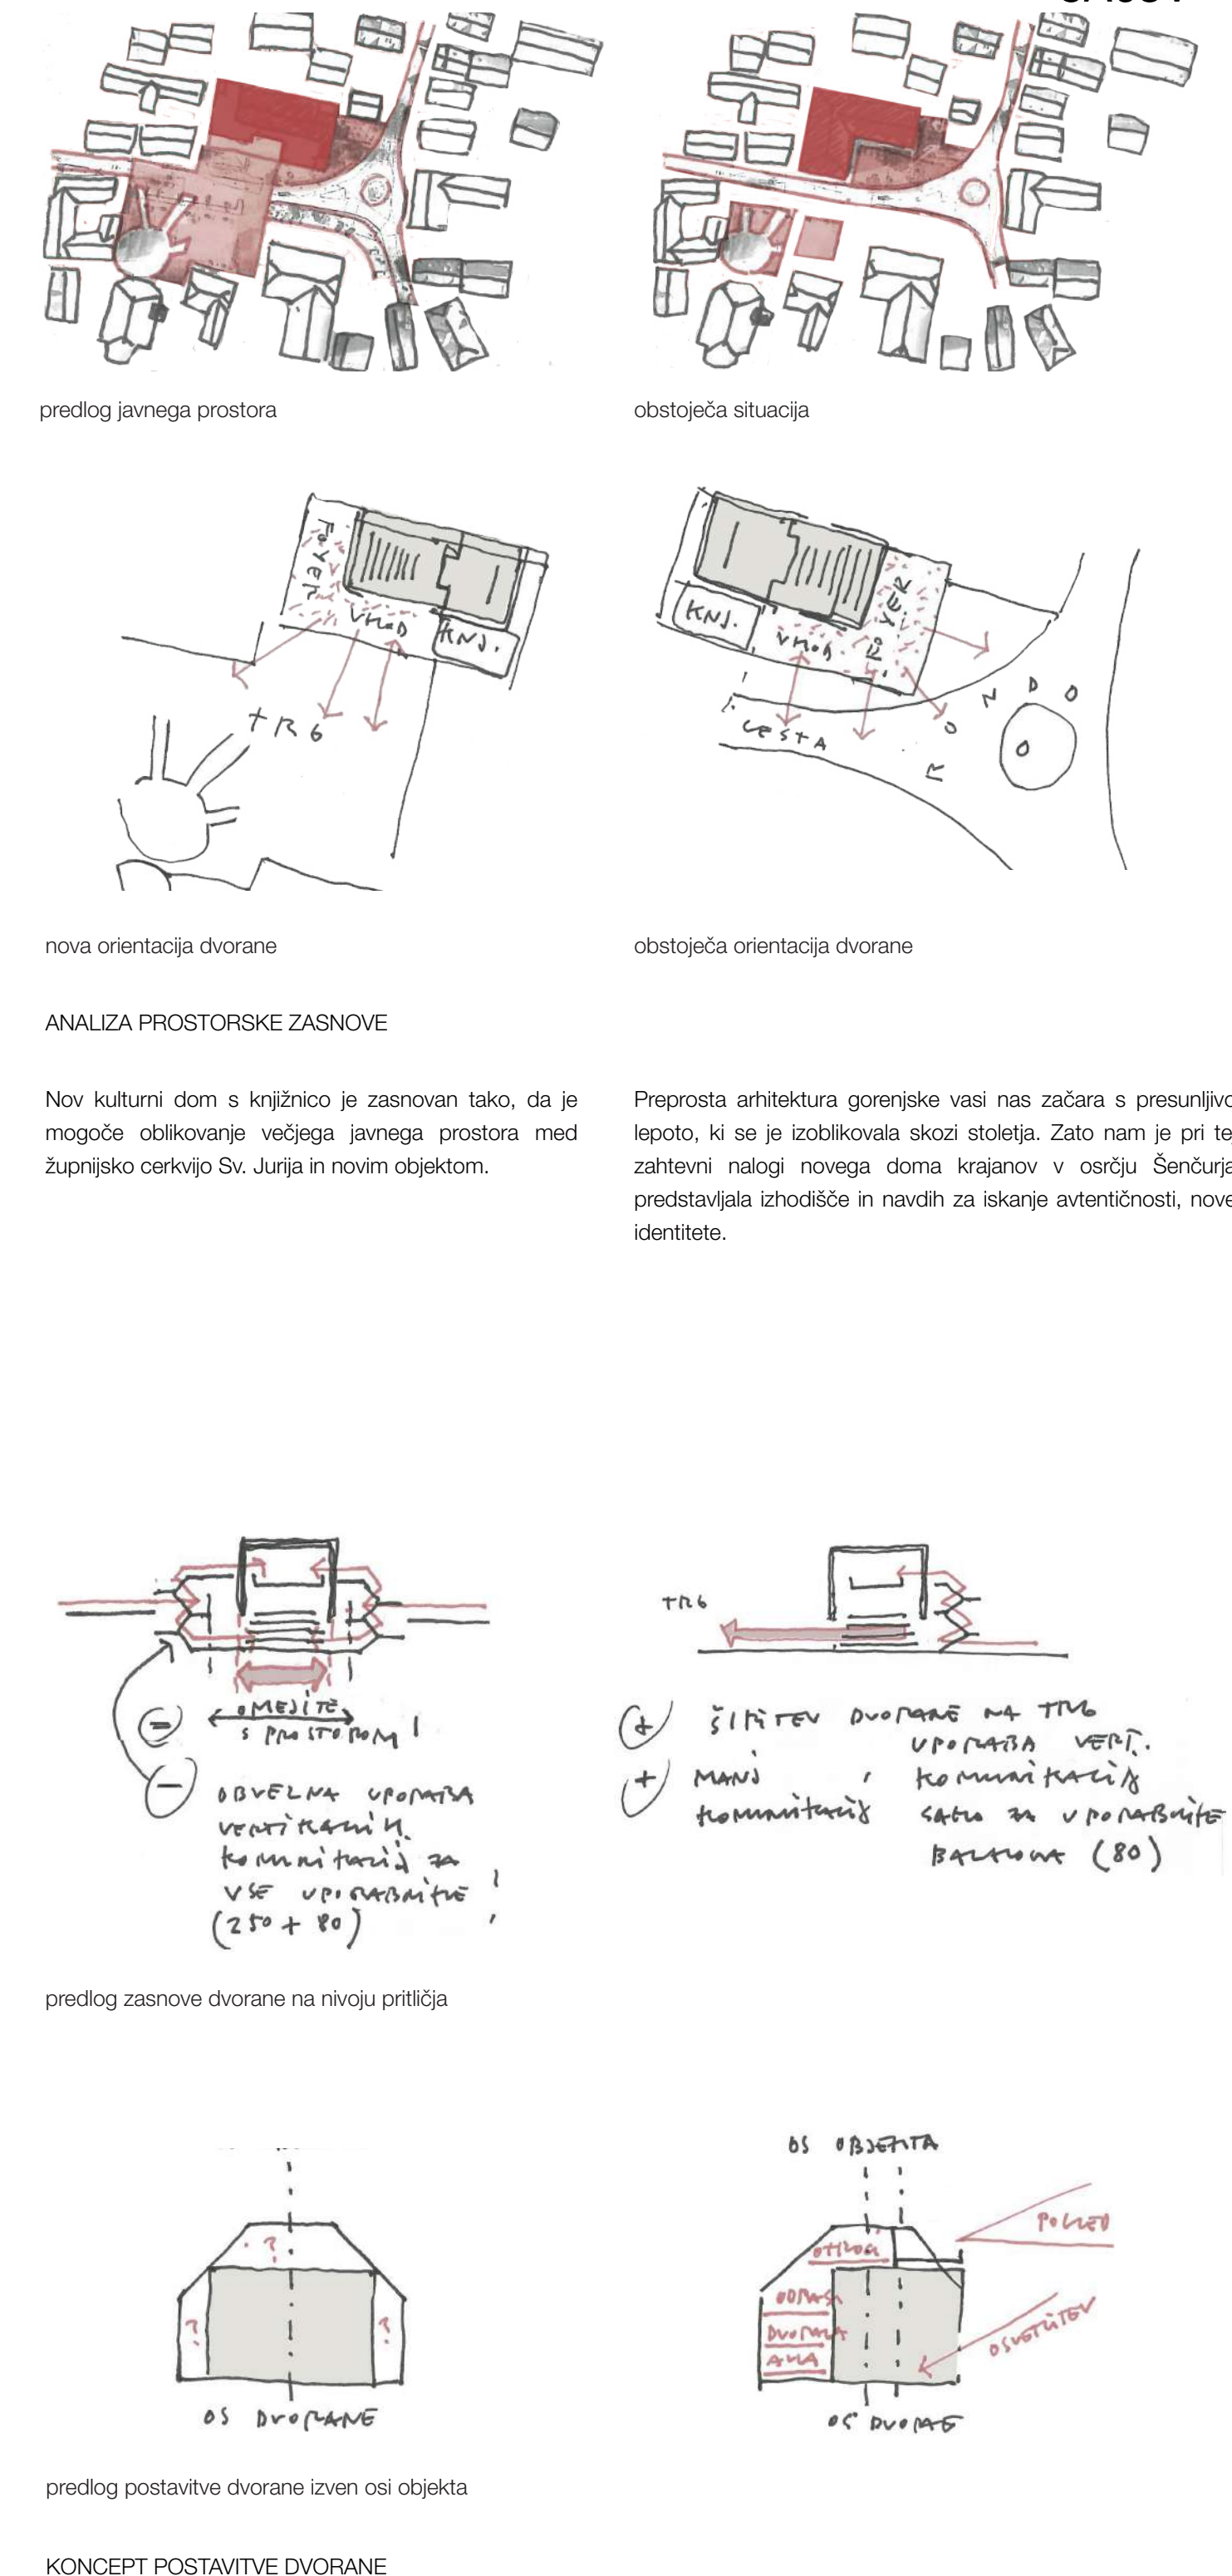 predlog javnega prostora
obstoječa situacija
FOYER
VHOD
KNJ.
TRG
KNJ.
VHOD
FOYER
CESTA
RONDO
nova orientacija dvorane
obstoječa orientacija dvorane
ANALIZA PROSTORSKE ZASNOVE
Nov kulturni dom s knjižnico je zasnovan tako, da je
mogoče oblikovanje večjega javnega prostora med
župnijsko cerkvijo Sv. Jurija in novim objektom.
Preprosta arhitektura gorenjske vasi nas začara s presunljivo
lepoto, ki se je izoblikovala skozi stoletja. Zato nam je pri tej
zahtevni nalogi novega doma krajanov v osrčju Šenčurja
predstavljala izhodišče in navdih za iskanje avtentičnosti, nove
identitete.
OMEJITEV
S PROSTOROM !
OBVEZNA UPORABA
VERTIKALNIH
KOMUNIKACIJ ZA
VSE UPORABNIKE !
(250 + 80) !
TRG
ŠIRITEV DVORANE NA TRG
MANJ
KOMUNIKACIJ,
UPORABA VERT.
KOMUNIKACIJ
SAMO ZA UPORABNIKE
BALKONA (80)
predlog zasnove dvorane na nivoju pritličja
? 
?
?
OS DVORANE
OS OBJEKTA
POGLED
OTROCI
ODRASLI
DVORANA
AVLA
OSVETLITEV
predlog postavitve dvorane izven osi objekta
KONCEPT POSTAVITVE DVORANE